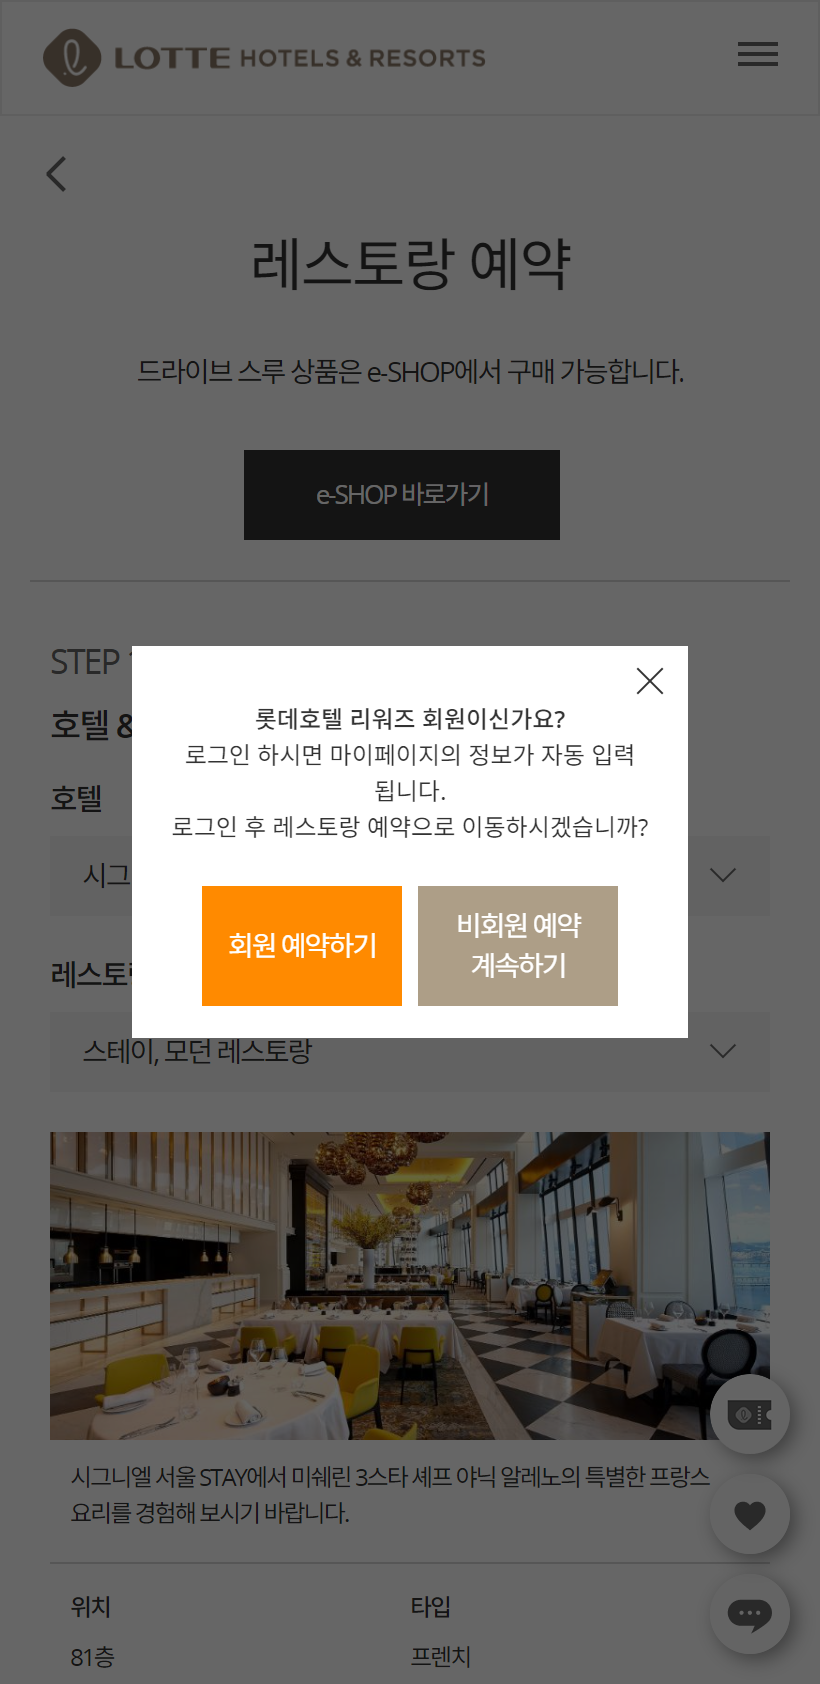 LOTTE HOTELS & RESORTS
레스토랑 예약
드라이브 스루 상품은 e-SHOP에서 구매 가능합니다.
e-SHOP 바로가기
STEP
호텔 &
호텔
시그
레스토
스테이, 모던 레스토랑
롯데호텔 리워즈 회원이신가요?
로그인 하시면 마이페이지의 정보가 자동 입력
됩니다.
로그인 후 레스토랑 예약으로 이동하시겠습니까?
회원 예약하기
비회원 예약
계속하기
시그니엘 서울 STAY에서 미쉐린 3스타 셰프 야닉 알레노의 특별한 프랑스
요리를 경험해 보시기 바랍니다.
위치
타입
81층
프렌치